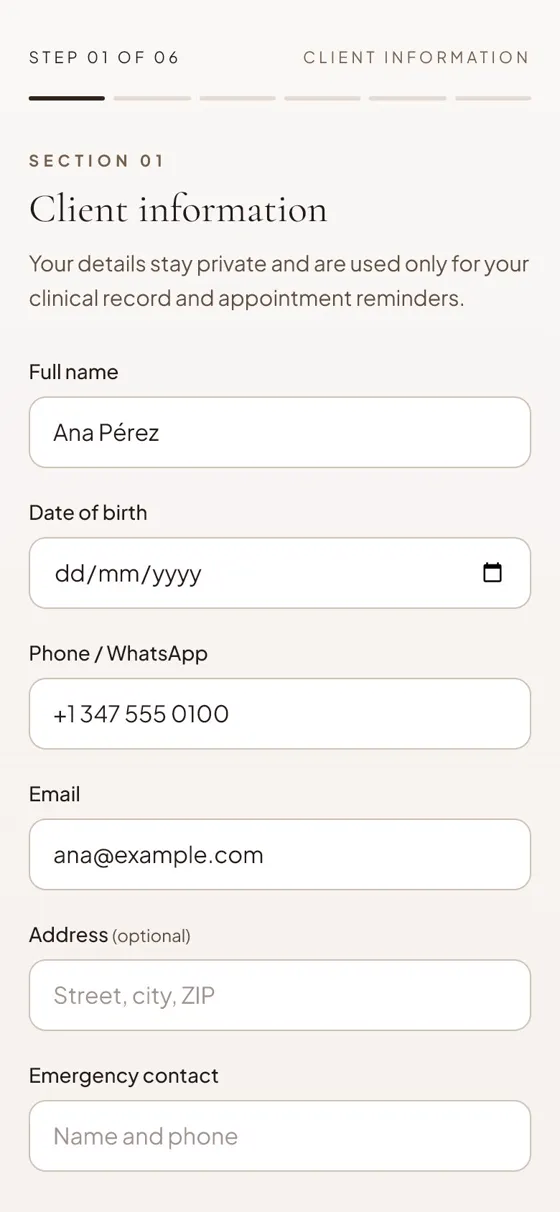 STEP 01 OF 06
CLIENT INFORMATION
SECTION 01
Client information
Your details stay private and are used only for your
clinical record and appointment reminders.
Full name
Ana Pérez
Date of birth
dd/mm/yyyy
Phone / WhatsApp
+1 347 555 0100
Email
ana@example.com
Address (optional)
Street, city, ZIP
Emergency contact
Name and phone